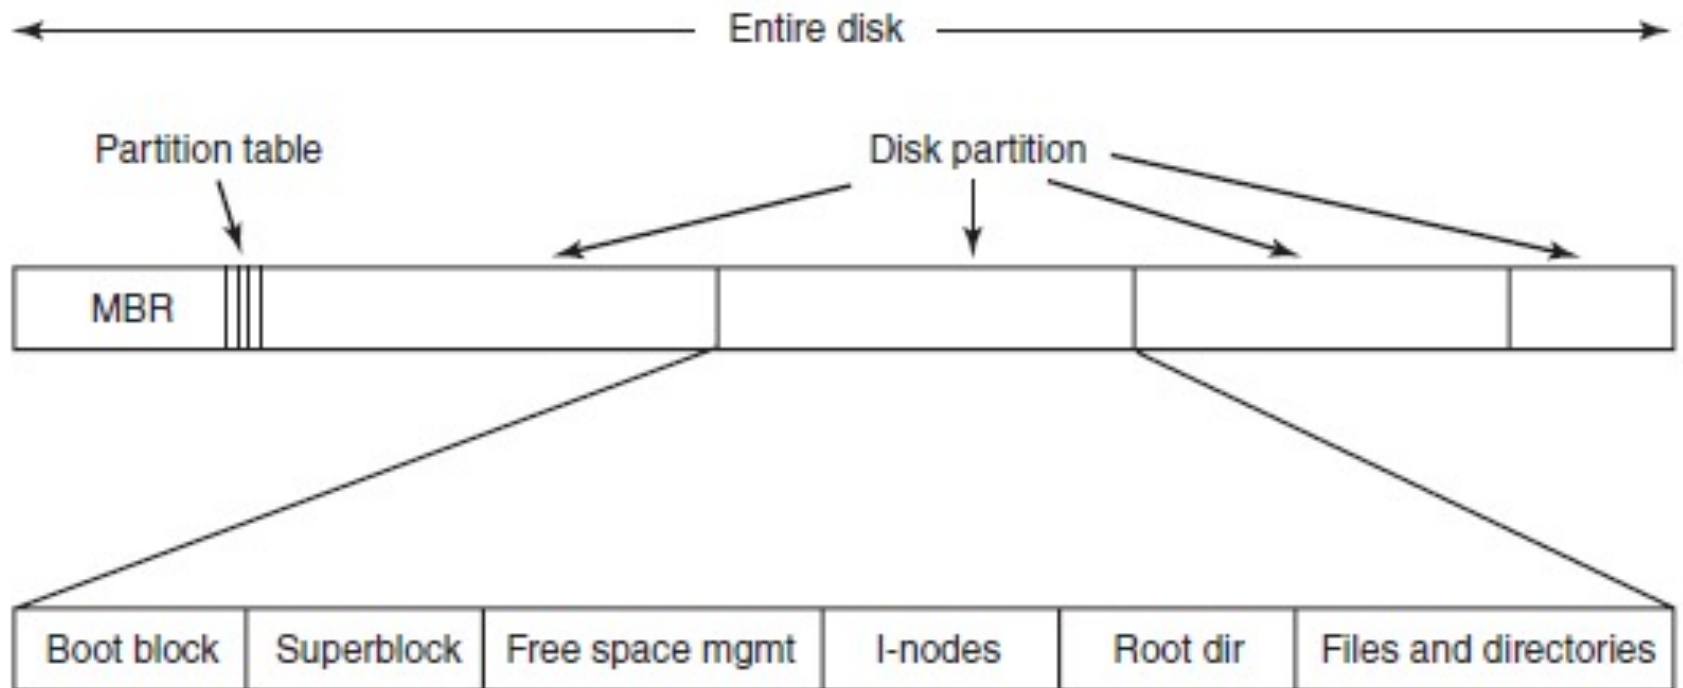 Entire disk
Partition table
Disk partition
MBR
Boot block
Superblock
Free space mgmt
I-nodes
Root dir
Files and directories